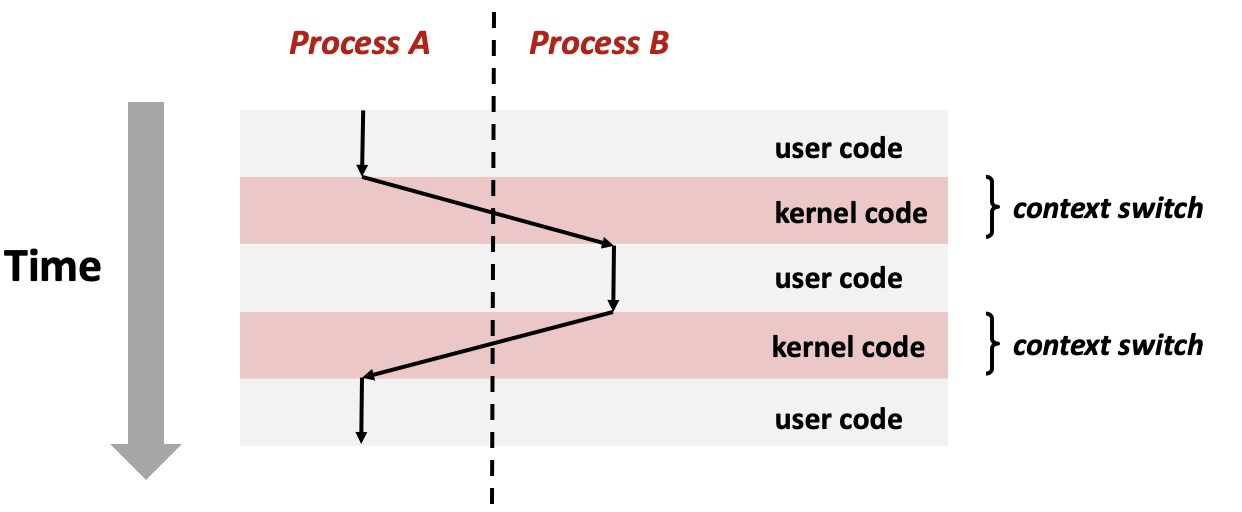 Process A
Process B
user code
kernel code
context switch
Time
user code
kernel code
context switch
user code